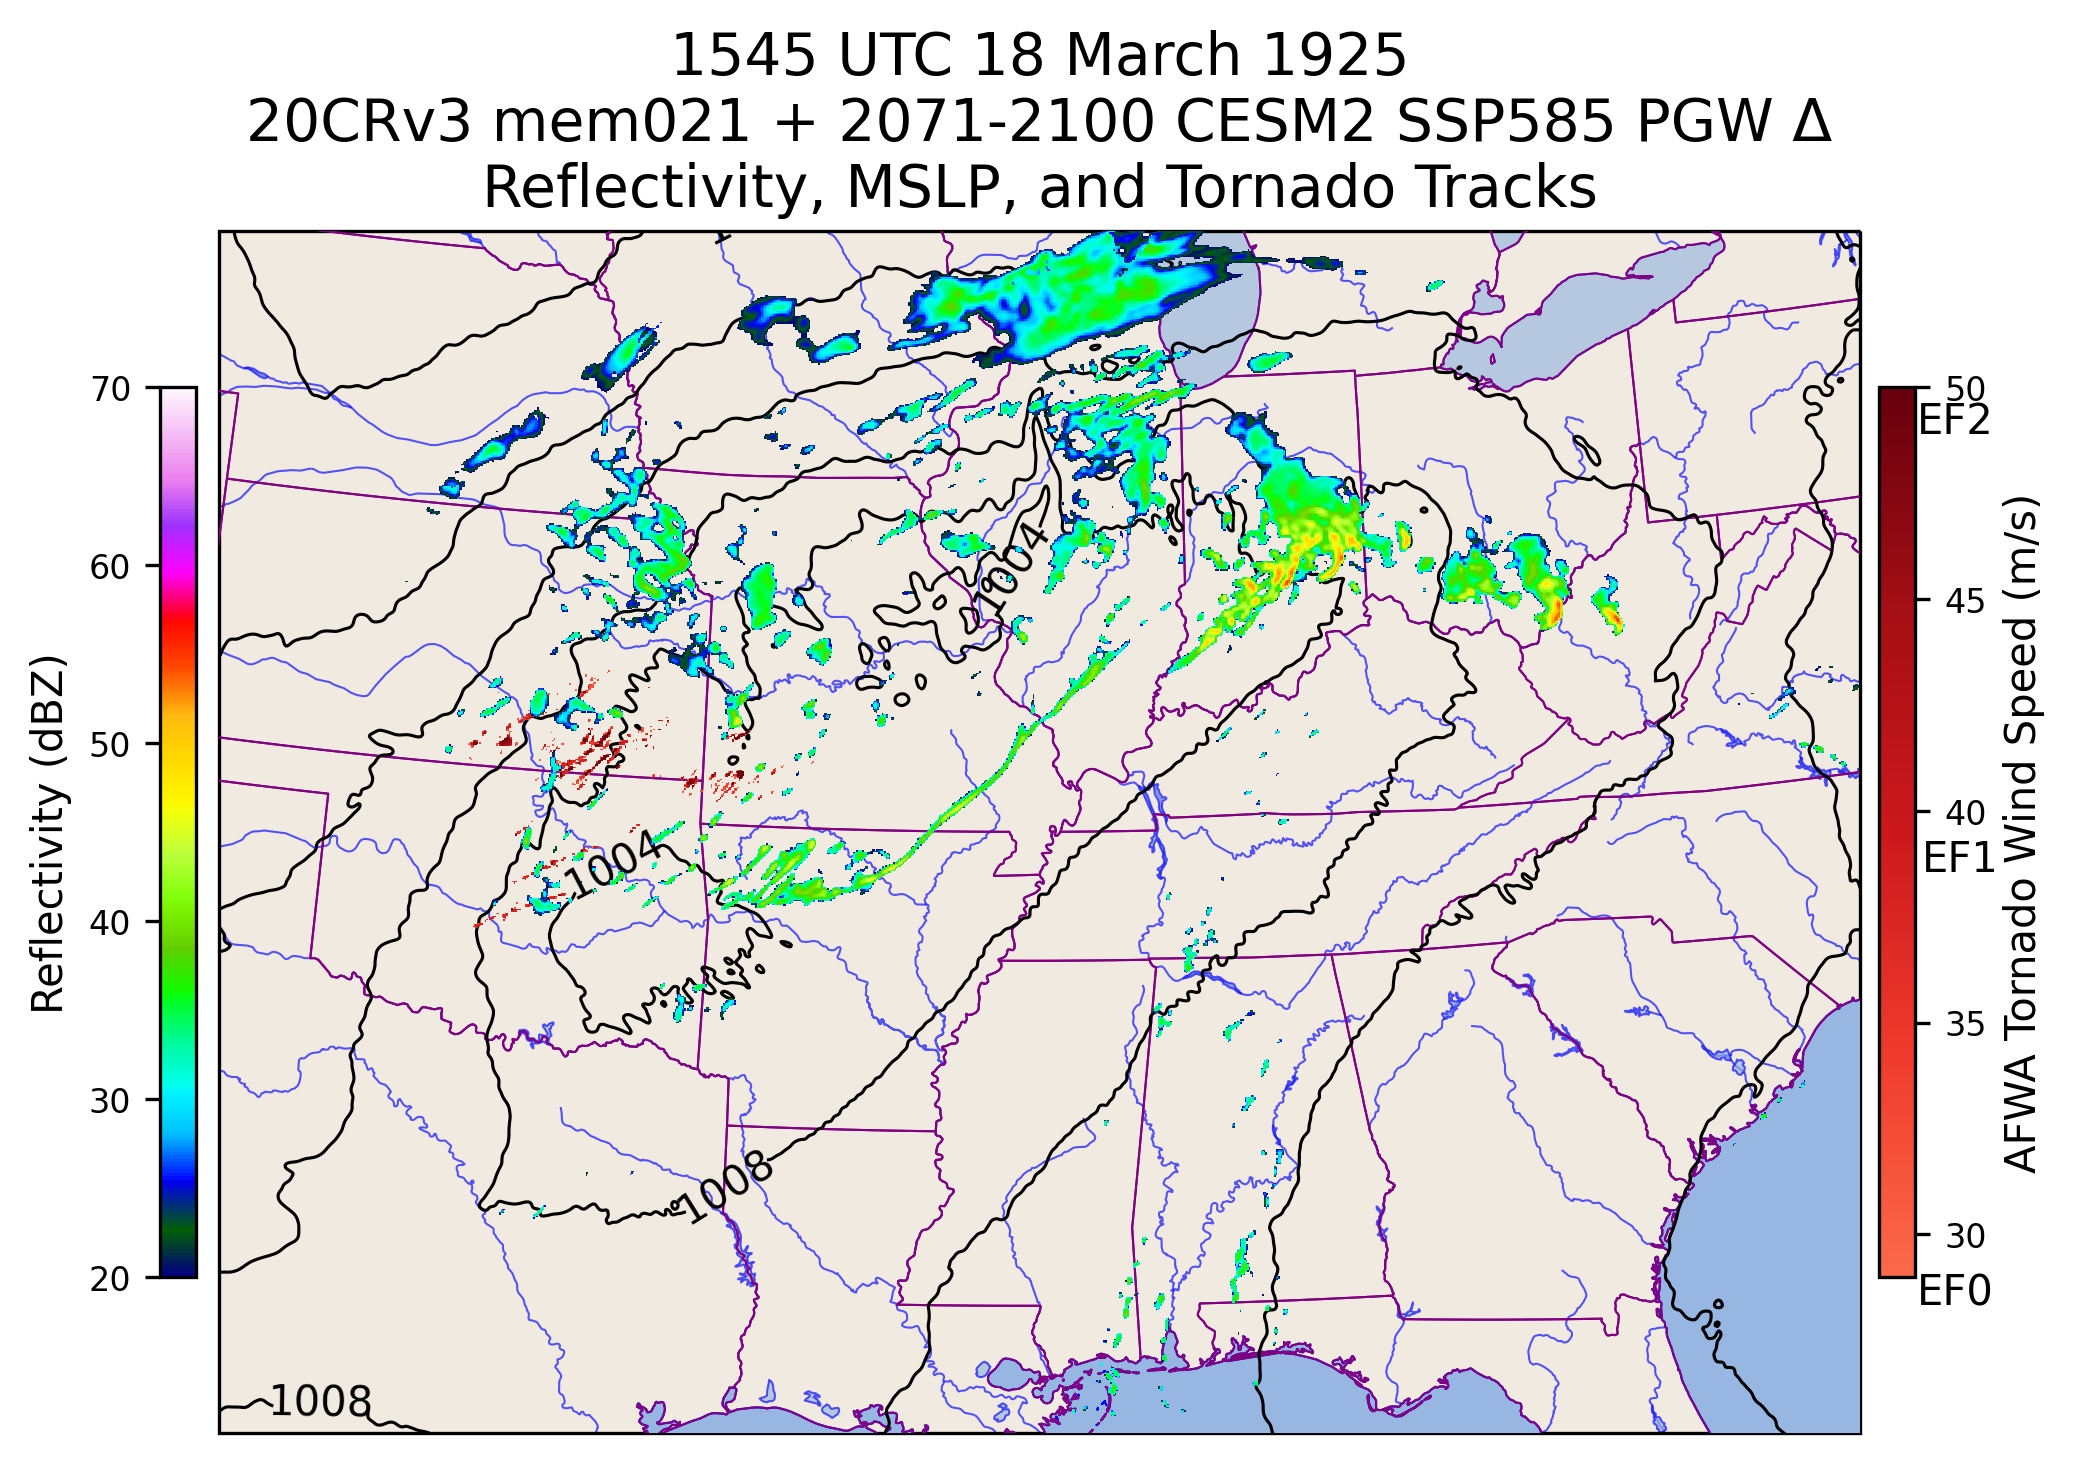 1545 UTC 18 March 1925
20CRv3 mem021 + 2071-2100 CESM2 SSP585 PGW Δ
Reflectivity, MSLP, and Tornado Tracks
Reflectivity (dBZ)
70
60
50
40
30
20
1004
1004
1008
1008
50
EF2
45
40
EF1
35
30
EF0
AFWA Tornado Wind Speed (m/s)